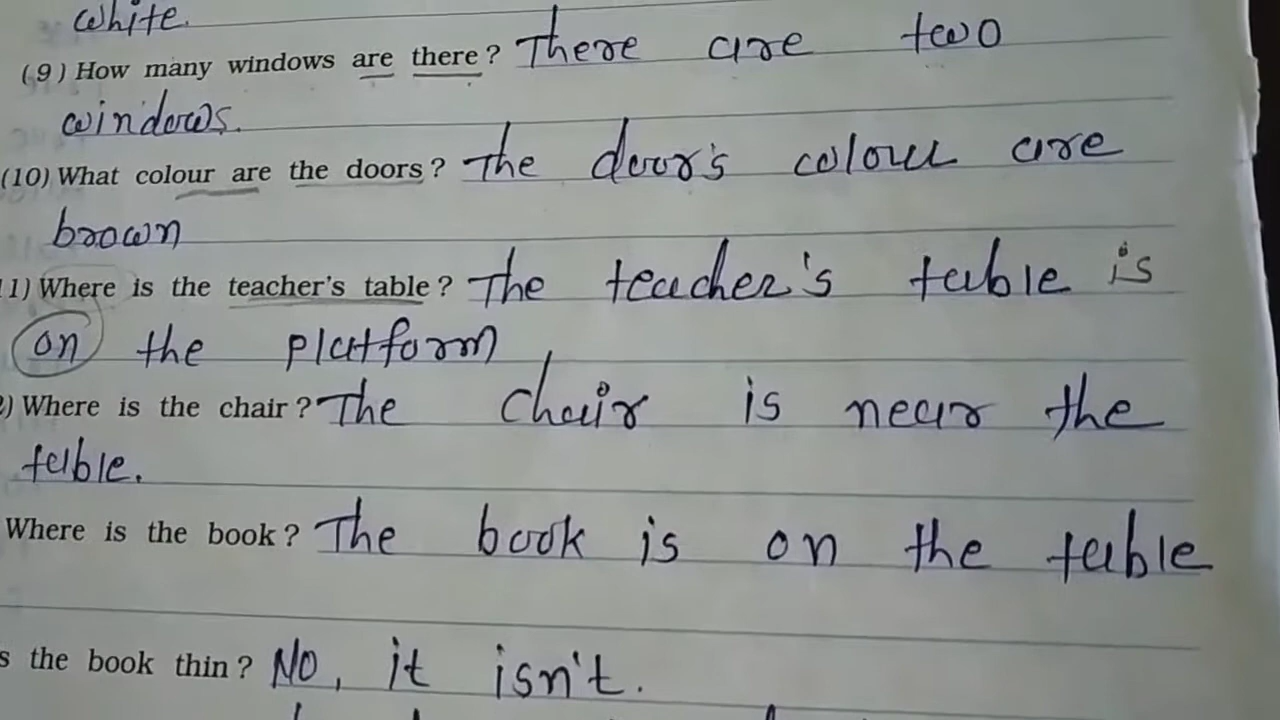 white.
(9) How many windows are there? There are two
windows.
(10) What colour are the doors? The door's colour are
brown
11) Where is the teacher's table? The teacher's table is
on the platform
2) Where is the chair? The chair is near the
table.
Where is the book? The book is on the table
s the book thin? No, it isn't.